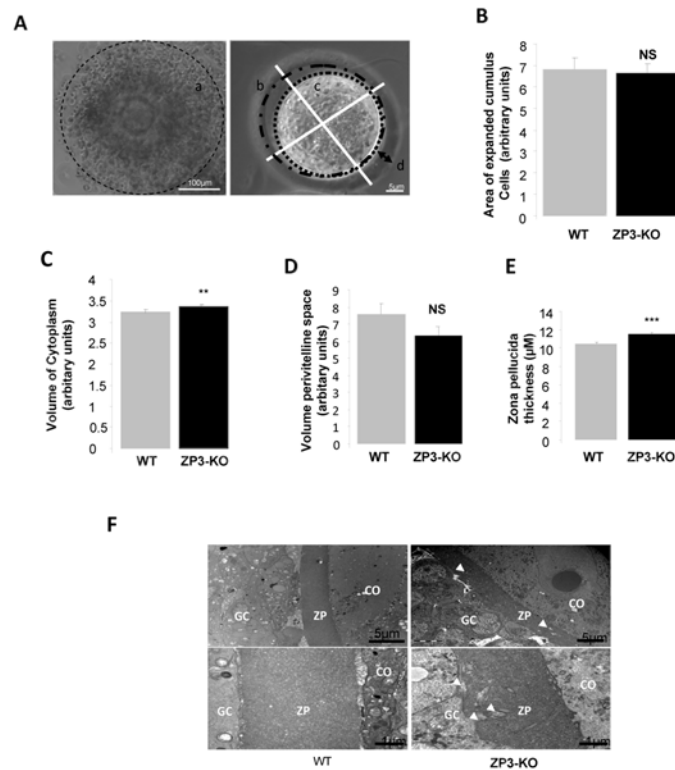 A
a
100µm
b
c
d
5µm
B
Area of expanded cumulus
Cells (arbitrary units)
8
7
6
5
4
3
2
1
0
NS
WT
ZP3-KO
C
Volume of Cytoplasm
(arbitary units)
4
3.5
3
2.5
2
1.5
1
0.5
0
**
WT
ZP3-KO
D
Volume perivitelline space
(arbitary units)
9
8
7
6
5
4
3
2
1
0
NS
WT
ZP3-KO
E
Zona pellucida
thickness (µM)
14
12
10
8
6
4
2
0
***
WT
ZP3-KO
F
GC
ZP
CO
5µm
GC
ZP
CO
5µm
GC
ZP
CO
1µm
GC
ZP
CO
1µm
WT
ZP3-KO